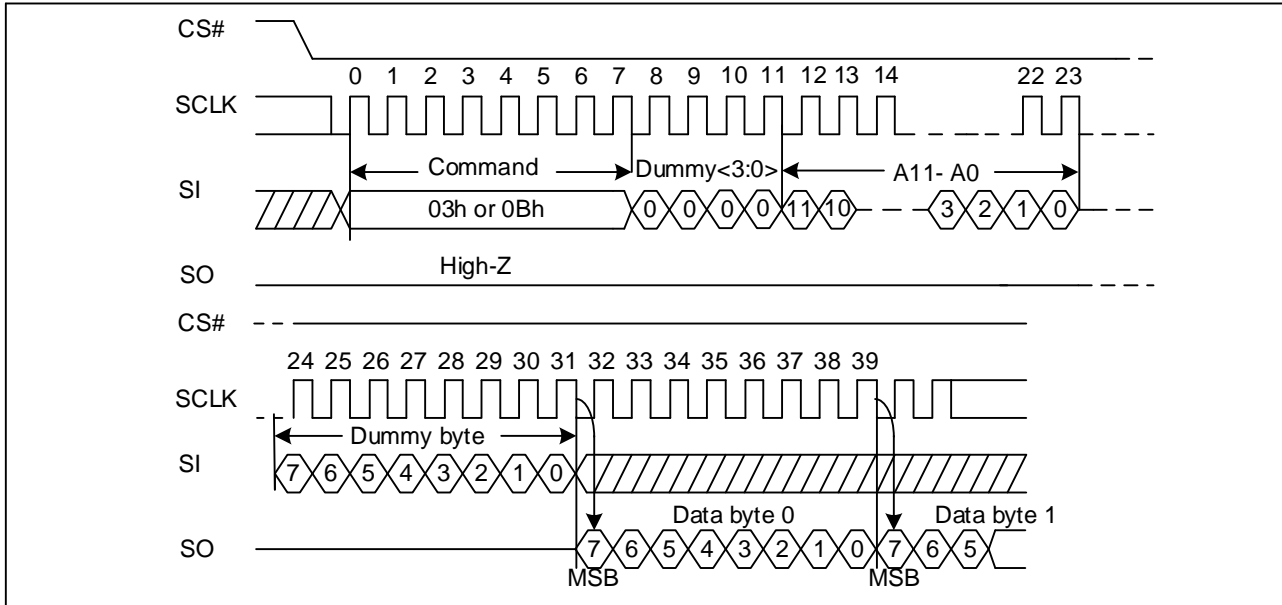 CS#
0 1 2 3 4 5 6 7 8 9 10 11 12 13 14 22 23
SCLK
Command Dummy<3:0> A11- A0
SI 03h or 0Bh 0 0 0 0 11 10 3 2 1 0
High-Z
SO
CS#
24 25 26 27 28 29 30 31 32 33 34 35 36 37 38 39
SCLK
Dummy byte
SI 7 6 5 4 3 2 1 0
Data byte 0 Data byte 1
SO 7 6 5 4 3 2 1 0 7 6 5
MSB MSB